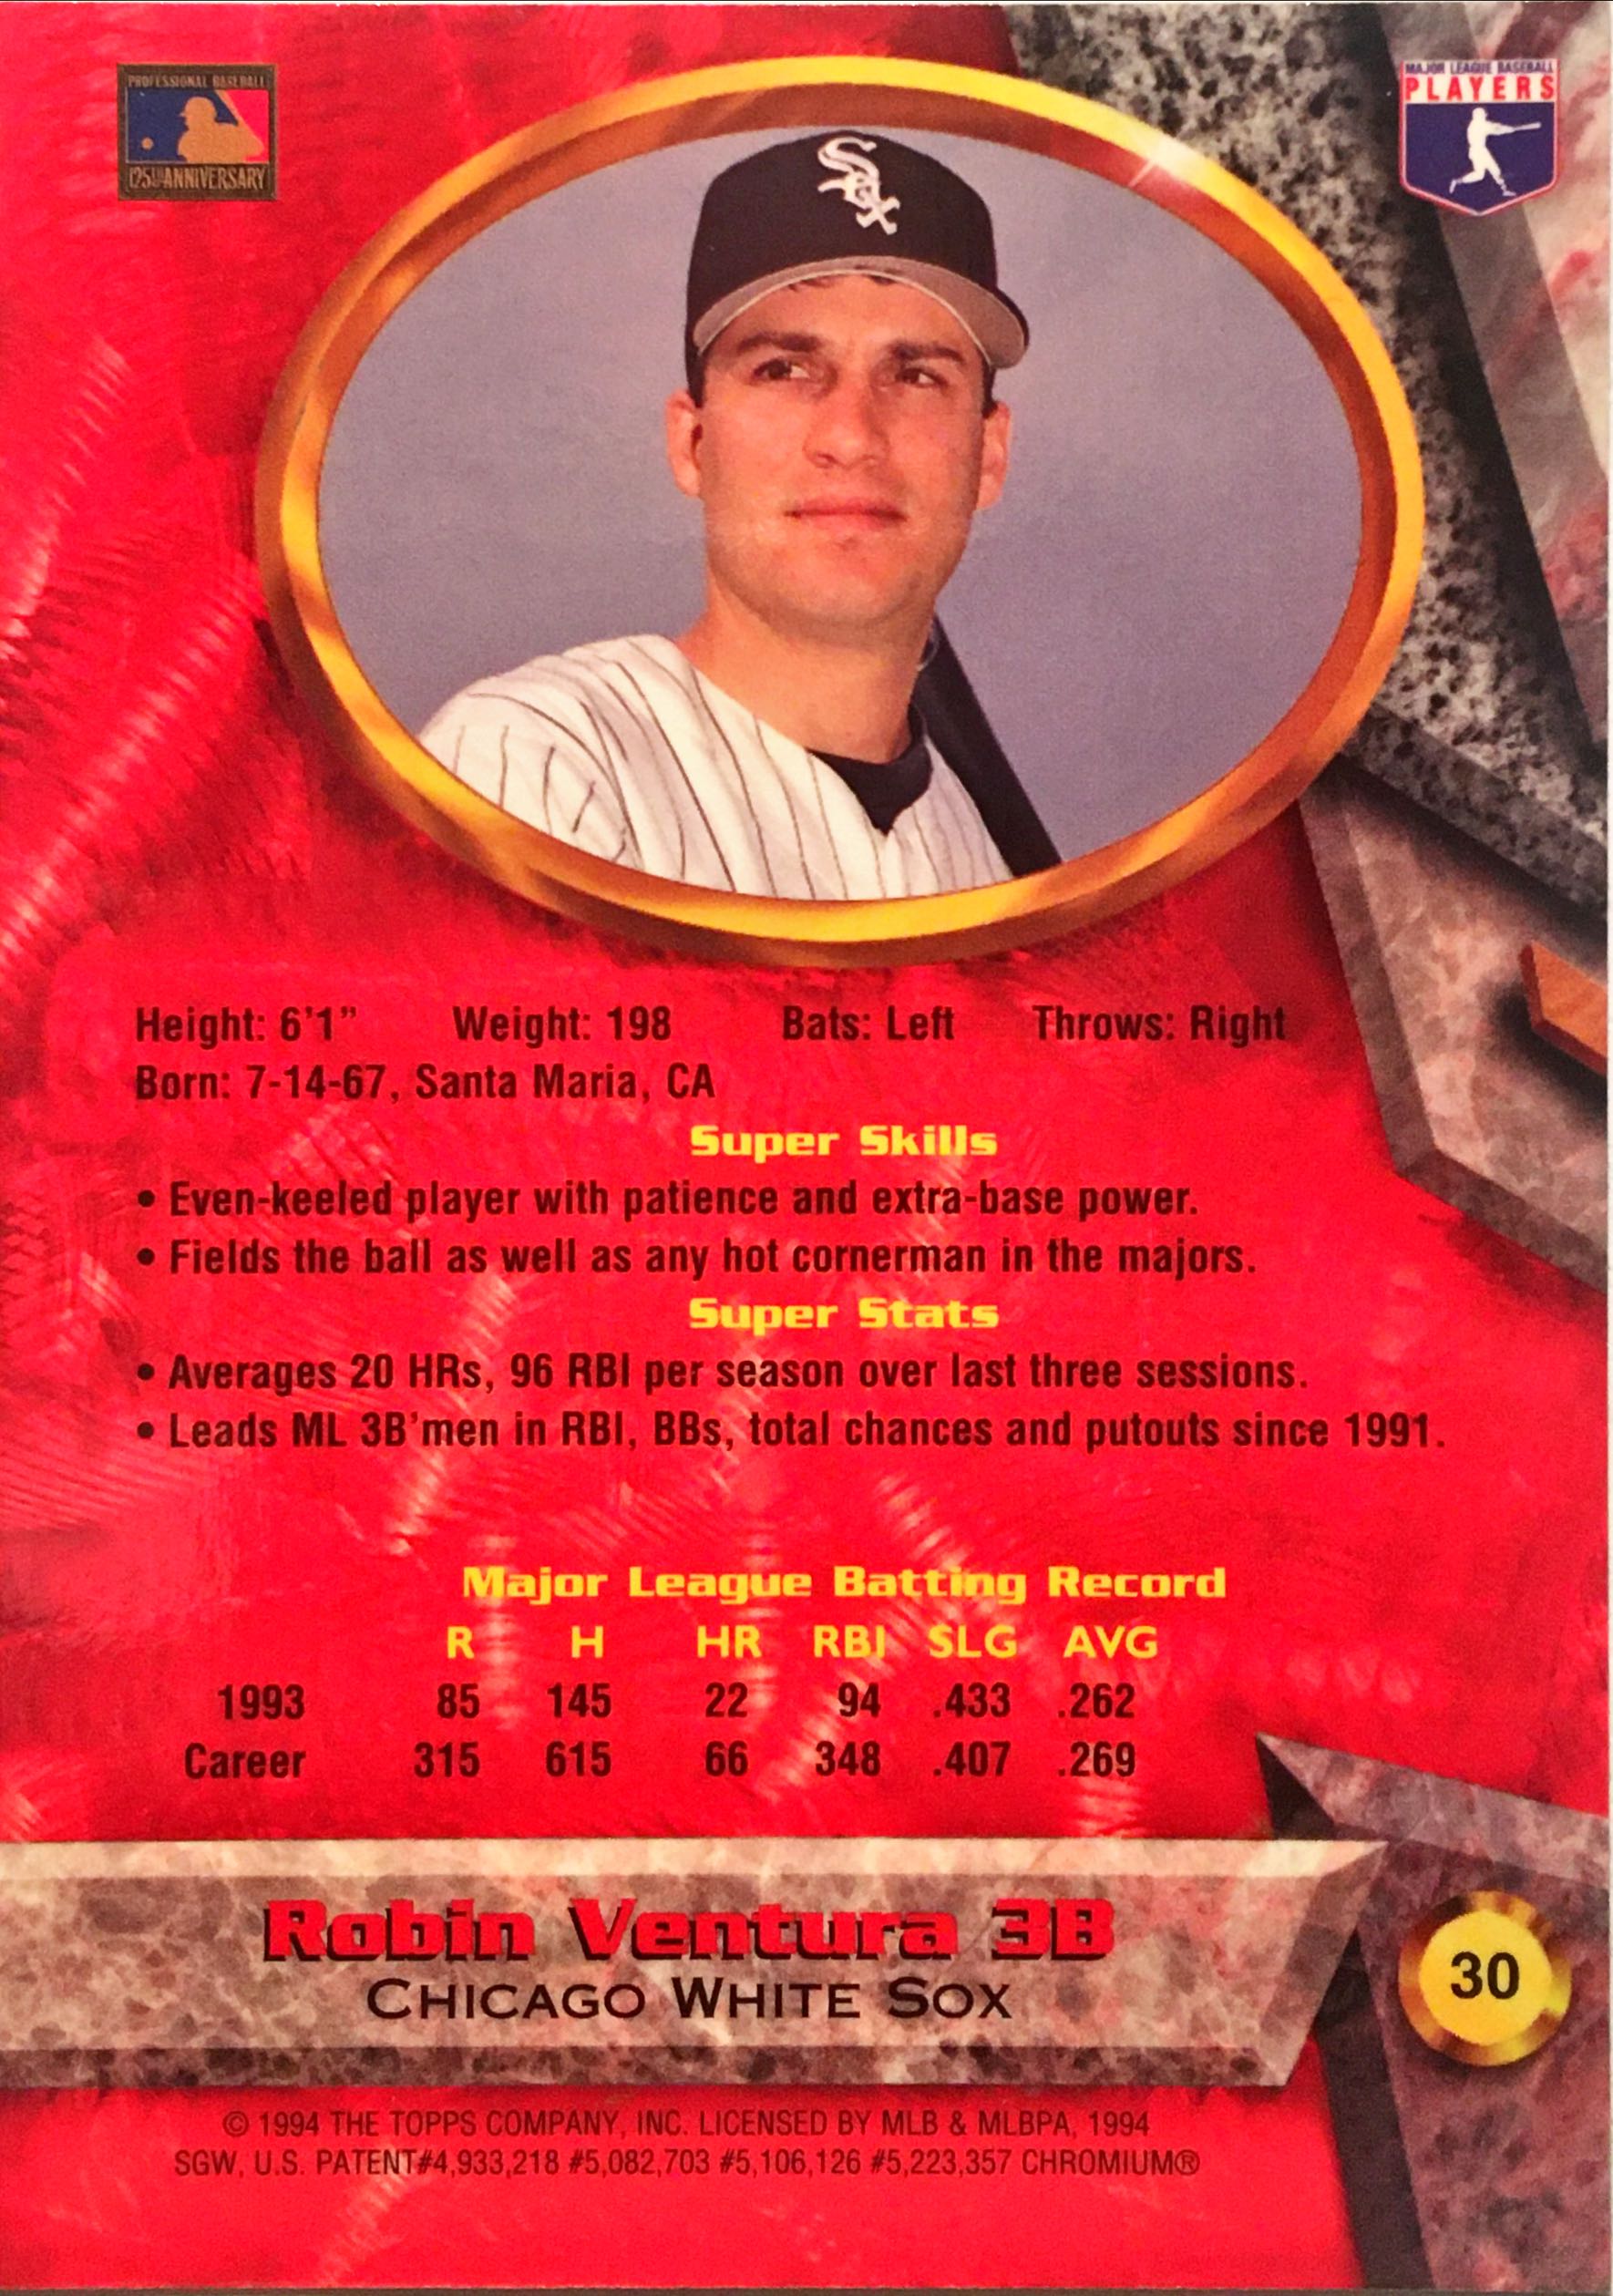 PROFESSIONAL BASEBALL
125TH ANNIVERSARY
MAJOR LEAGUE BASEBALL
PLAYERS
Sox
Height: 6'1” Weight: 198 Bats: Left Throws: Right
Born: 7-14-67, Santa Maria, CA
Super Skills
• Even-keeled player with patience and extra-base power.
• Fields the ball as well as any hot cornerman in the majors.
Super Stats
• Averages 20 HRs, 96 RBI per season over last three sessions.
• Leads ML 3B'men in RBI, BBs, total chances and putouts since 1991.
Major League Batting Record
R H HR RBI SLG AVG
1993 85 145 22 94 .433 .262
Career 315 615 66 348 .407 .269
Robin Ventura 3B
CHICAGO WHITE SOX
30
© 1994 THE TOPPS COMPANY, INC. LICENSED BY MLB & MLBPA, 1994
SGW, U.S. PATENT#4,933,218 #5,082,703 #5,106,126 #5,223,357 CHROMIUM®